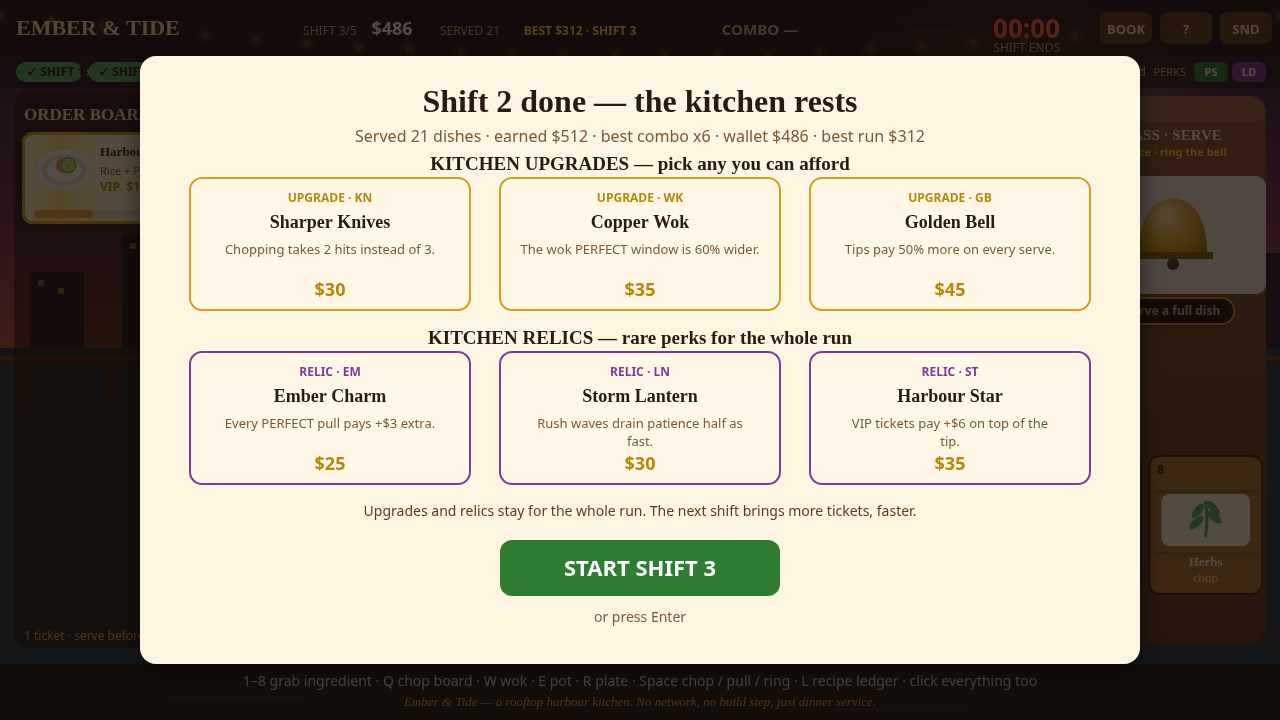 EMBER & TIDE
SHIFT 3/5 $486 SERVED 21 BEST $312 · SHIFT 3 COMBO — 00:00 BOOK ? SND
SHIFT ENDS
✓ SHIFT ✓ SHIF PERKS PS LD
ORDER BOAR
Harbou
Rice + P
VIP $1
Shift 2 done — the kitchen rests
Served 21 dishes · earned $512 · best combo x6 · wallet $486 · best run $312
KITCHEN UPGRADES — pick any you can afford
UPGRADE · KN
Sharper Knives
Chopping takes 2 hits instead of 3.
$30
UPGRADE · WK
Copper Wok
The wok PERFECT window is 60% wider.
$35
UPGRADE · GB
Golden Bell
Tips pay 50% more on every serve.
$45
KITCHEN RELICS — rare perks for the whole run
RELIC · EM
Ember Charm
Every PERFECT pull pays +$3 extra.
$25
RELIC · LN
Storm Lantern
Rush waves drain patience half as
fast.
$30
RELIC · ST
Harbour Star
VIP tickets pay +$6 on top of the
tip.
$35
Upgrades and relics stay for the whole run. The next shift brings more tickets, faster.
START SHIFT 3
or press Enter
ASS · SERVE
ce · ring the bell
rve a full dish
8
Herbs
chop
1 ticket · serve before
1–8 grab ingredient · Q chop board · W wok · E pot · R plate · Space chop / pull / ring · L recipe ledger · click everything too
Ember & Tide — a rooftop harbour kitchen. No network, no build step, just dinner service.